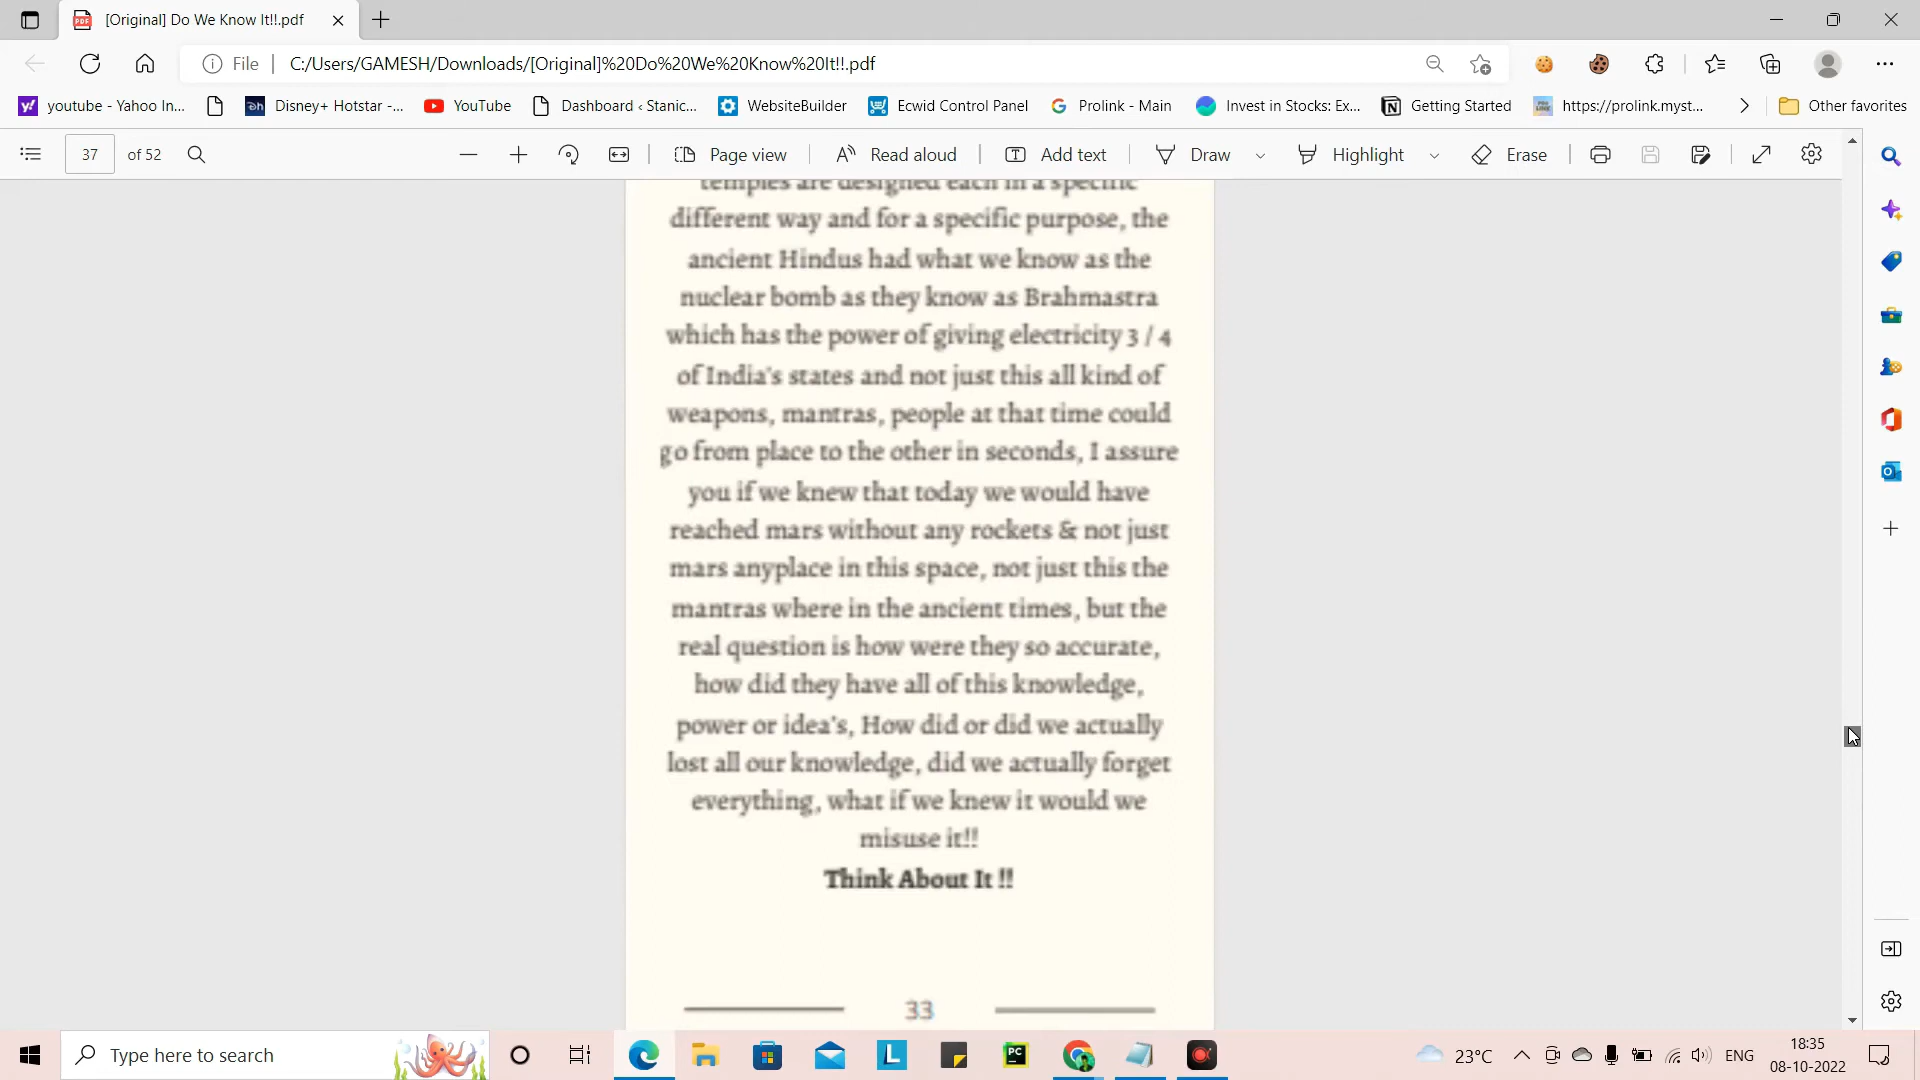 [Original] Do We Know It!!.pdf
File
C:/Users/GAMESH/Downloads/[Original]%20Do%20We%20Know%20It!!.pdf
youtube - Yahoo In...
Disney+ Hotstar -...
YouTube
Dashboard ‹ Stanic...
WebsiteBuilder
Ecwid Control Panel
Prolink - Main
Invest in Stocks: Ex...
Getting Started
https://prolink.myst...
Other favorites
37 of 52
Page view
Read aloud
Add text
Draw
Highlight
Erase
temples are designed each in a specific
different way and for a specific purpose, the
ancient Hindus had what we know as the
nuclear bomb as they know as Brahmastra
which has the power of giving electricity 3 / 4
of India's states and not just this all kind of
weapons, mantras, people at that time could
go from place to the other in seconds, I assure
you if we knew that today we would have
reached mars without any rockets & not just
mars anyplace in this space, not just this the
mantras where in the ancient times, but the
real question is how were they so accurate,
how did they have all of this knowledge,
power or idea's, How did or did we actually
lost all our knowledge, did we actually forget
everything, what if we knew it would we
misuse it!!
Think About It !!
33
Type here to search
23°C
ENG
18:35
08-10-2022